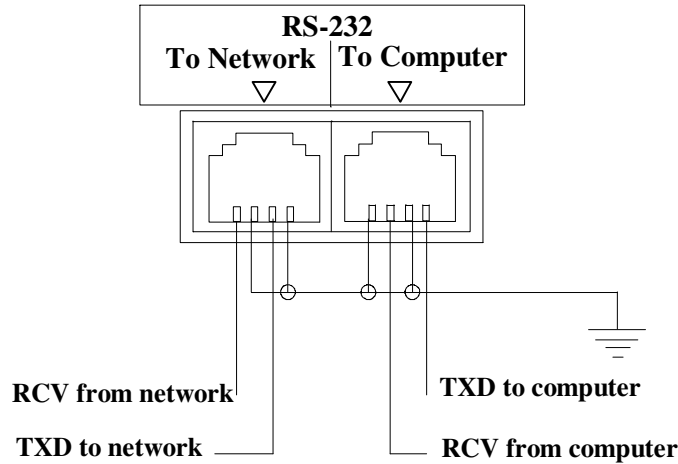 RS-232
To Network To Computer
RCV from network
TXD to computer
TXD to network
RCV from computer